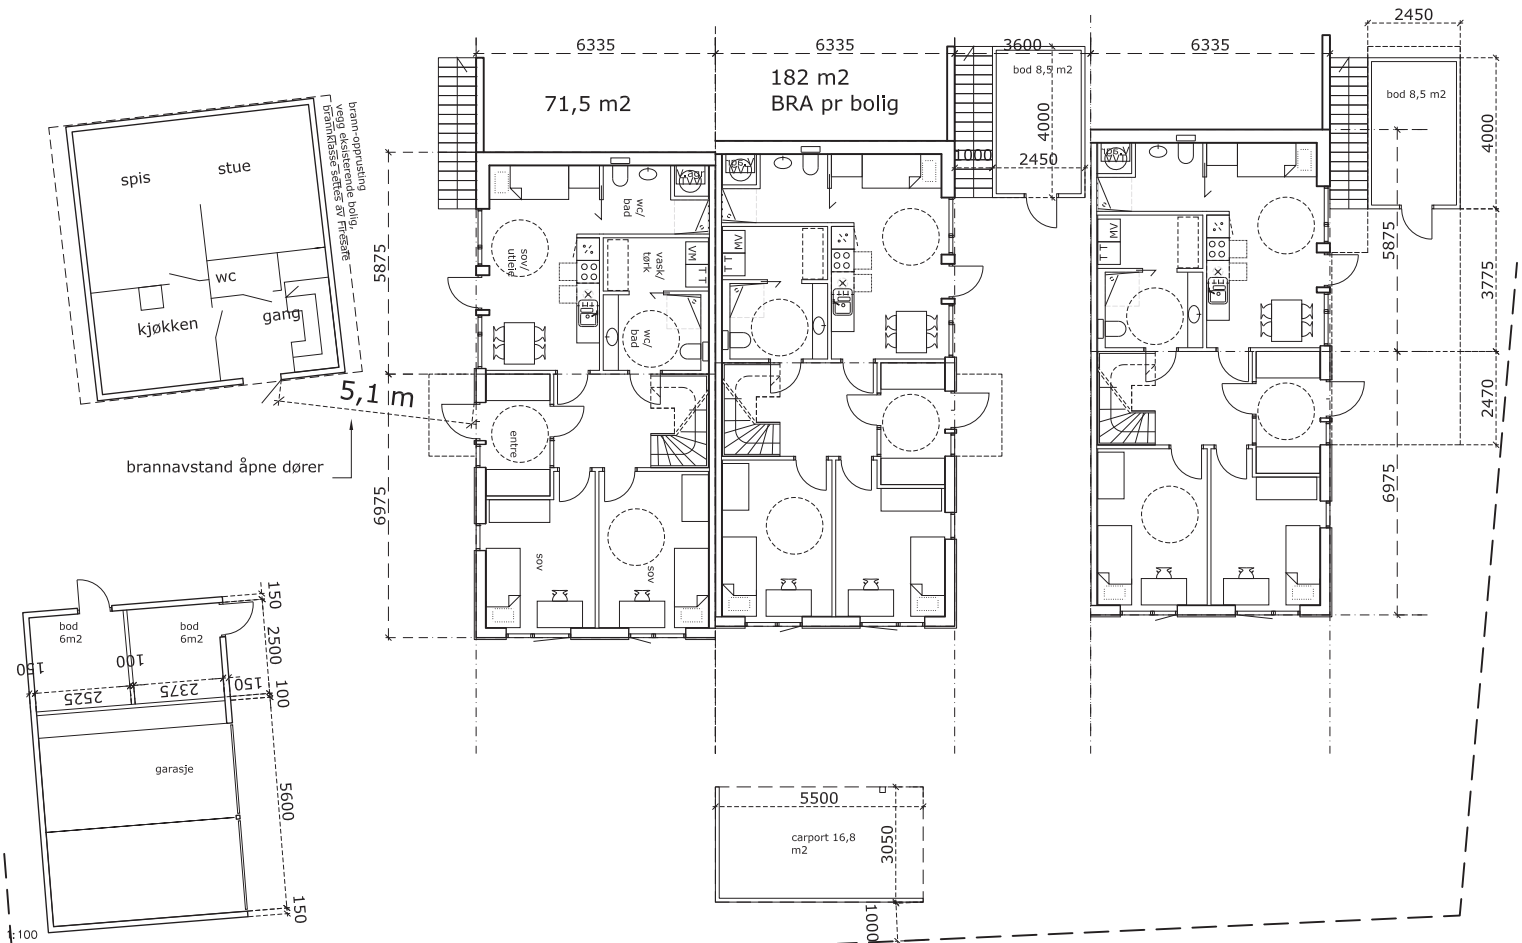 6335
6335
3600
6335
2450
71,5 m2
182 m2
BRA pr bolig
bod 8,5 m2
4000
1000
2450
bod 8,5 m2
4000
5875
3775
2470
6975
brann-opprusting
vegg eksisterende bolig,
brannklasse settes av Firesafe
spis
stue
wc
kjøkken
gang
5,1 m
brannavstand åpne dører
5875
6975
sov/
utleie
wc/
bad
vask/
tørk
VM
T
wc/
bad
entre
sov
sov
VM
T
MV
T
bod
6m2
bod
6m2
150
2500
150
100
2525
2375
150
100
garasje
5600
150
5500
carport 16,8
m2
3050
1000
1:100